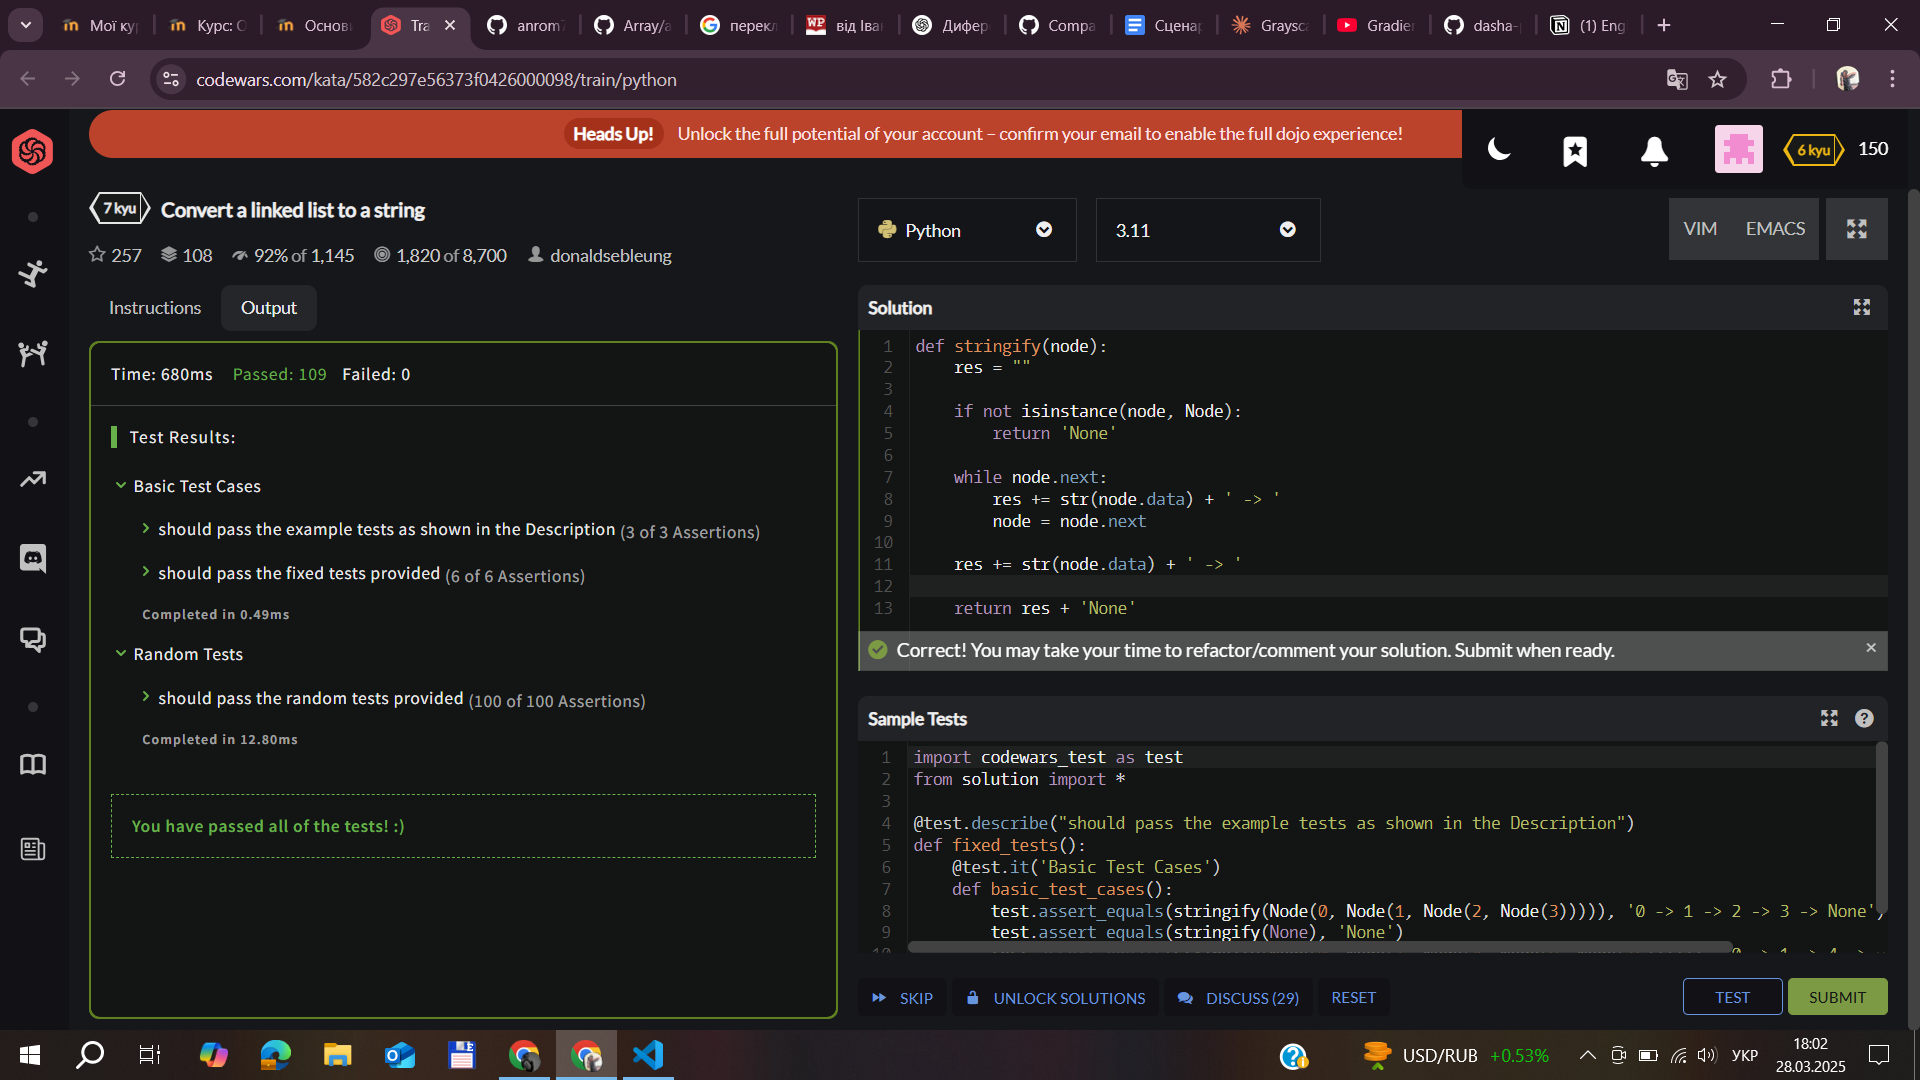 Мої ку
Курс: О
Основ
Tra
anrom
Array/a
перекл
від Іва
Дифер
Compa
Сценар
Graysc
Gradie
dasha-
(1) Eng
codewars.com/kata/582c297e56373f0426000098/train/python
Heads Up! Unlock the full potential of your account – confirm your email to enable the full dojo experience!
6 kyu 150
7 kyu Convert a linked list to a string
257 108 92% of 1,145 1,820 of 8,700 donaldsebleung
Python
3.11
VIM EMACS
Instructions Output
Time: 680ms Passed: 109 Failed: 0
Test Results:
Basic Test Cases
should pass the example tests as shown in the Description (3 of 3 Assertions)
should pass the fixed tests provided (6 of 6 Assertions)
Completed in 0.49ms
Random Tests
should pass the random tests provided (100 of 100 Assertions)
Completed in 12.80ms
You have passed all of the tests! :)
Solution
1 def stringify(node):
2 res = ""
3
4 if not isinstance(node, Node):
5 return 'None'
6
7 while node.next:
8 res += str(node.data) + ' -> '
9 node = node.next
10
11 res += str(node.data) + ' -> '
12
13 return res + 'None'
Correct! You may take your time to refactor/comment your solution. Submit when ready.
Sample Tests
1 import codewars_test as test
2 from solution import *
3
4 @test.describe("should pass the example tests as shown in the Description")
5 def fixed_tests():
6 @test.it('Basic Test Cases')
7 def basic_test_cases():
8 test.assert_equals(stringify(Node(0, Node(1, Node(2, Node(3))))), '0 -> 1 -> 2 -> 3 -> None')
9 test.assert_equals(stringify(None), 'None')
SKIP UNLOCK SOLUTIONS DISCUSS (29) RESET
TEST SUBMIT
USD/RUB +0.53%
УКР
18:02
28.03.2025